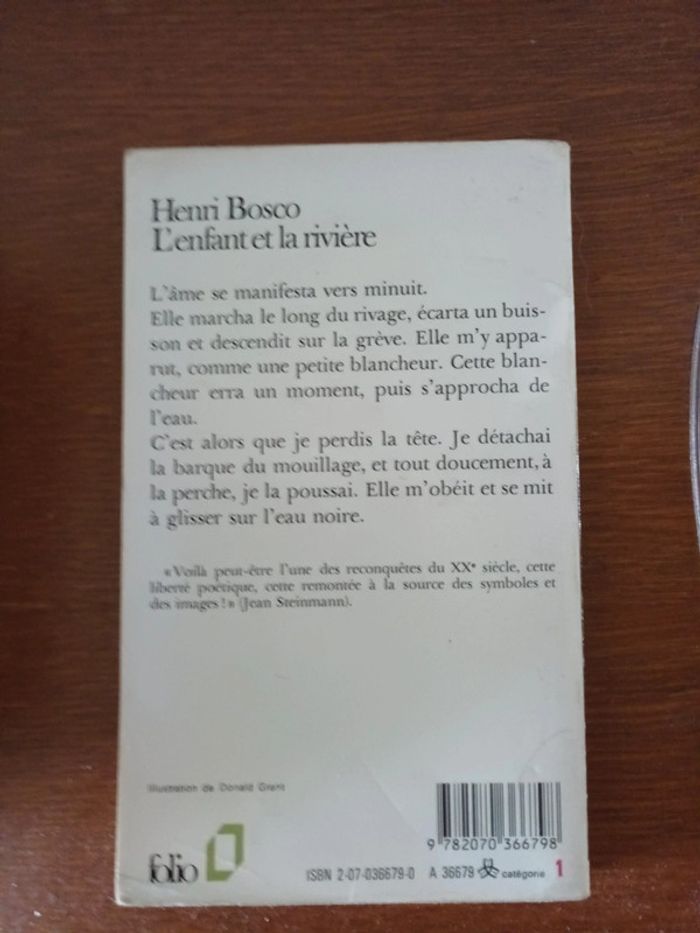 Henri Bosco
L'enfant et la rivière
L'âme se manifesta vers minuit.
Elle marcha le long du rivage, écarta un buis-
son et descendit sur la grève. Elle m'y appa-
rut, comme une petite blancheur. Cette blan-
cheur erra un moment, puis s'approcha de
l'eau.
C'est alors que je perdis la tête. Je détachai
la barque du mouillage, et tout doucement, à
la perche, je la poussai. Elle m'obéit et se mit
à glisser sur l'eau noire.
«Voilà peut-être l'une des reconquêtes du XXe siècle, cette
liberté poétique, cette remontée à la source des symboles et
des images!» (Jean Steinmann).
Illustration de Donald Grant
9 782070 366798
folio
ISBN 2-07-036679-0 A 36679 catégorie 1